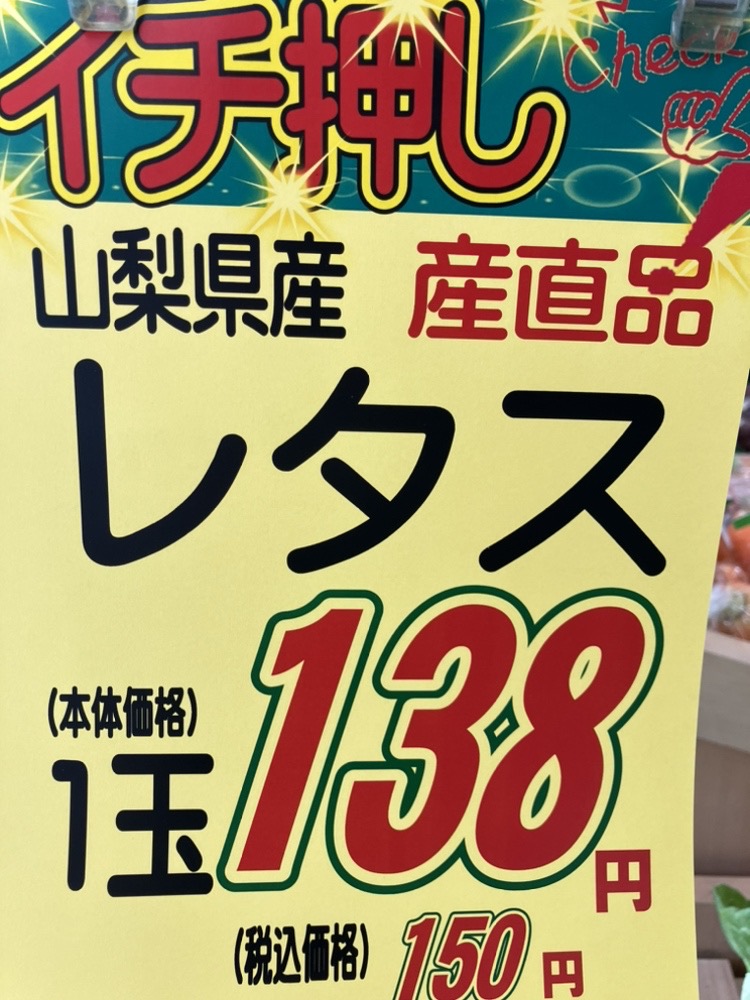 イチ押し
Check
山梨県産 産直品
レタス
(本体価格)
1玉 138円
(税込価格) 150円